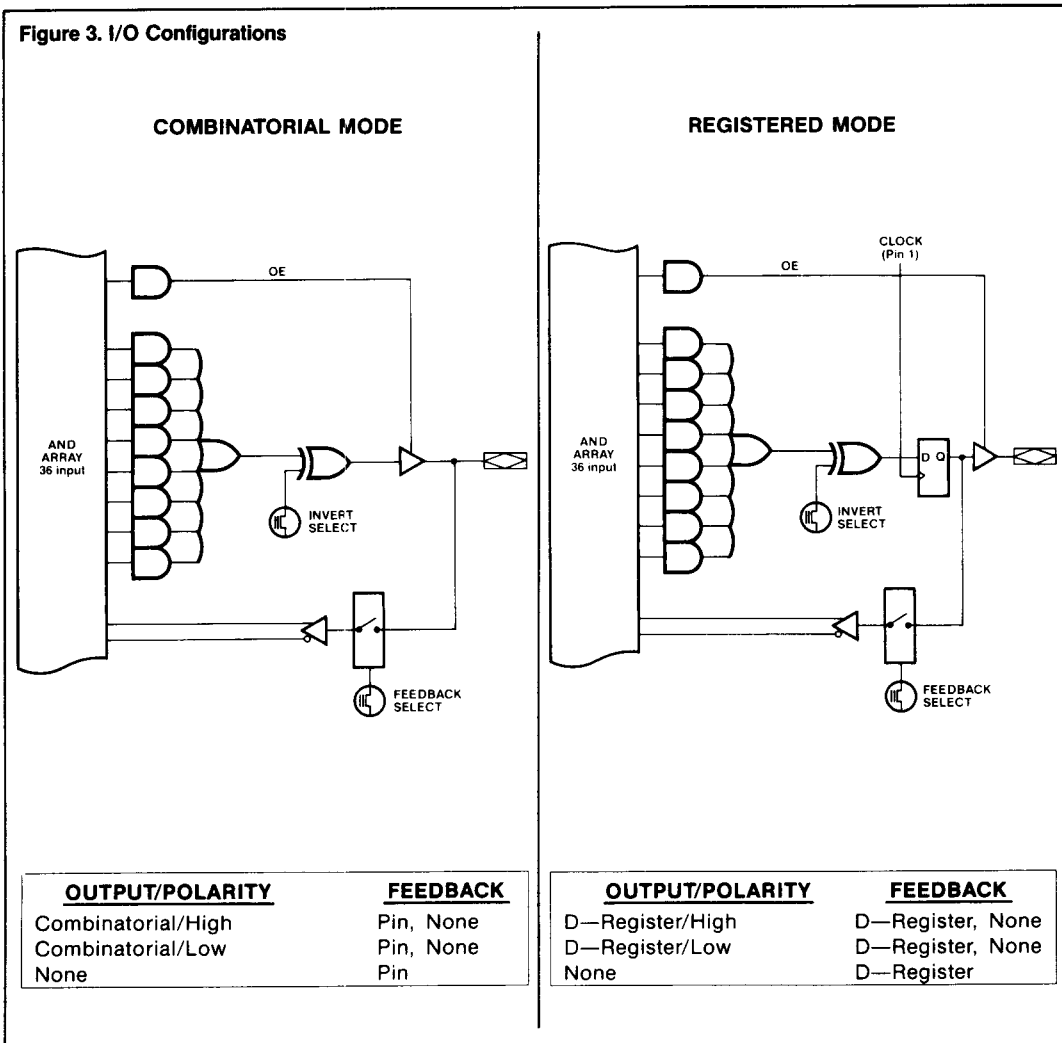 Figure 3. I/O Configurations
COMBINATORIAL MODE
OE
AND
ARRAY
36 input
INVERT
SELECT
FEEDBACK
SELECT
OUTPUT/POLARITY FEEDBACK
Combinatorial/High Pin, None
Combinatorial/Low Pin, None
None Pin
REGISTERED MODE
CLOCK
(Pin 1)
OE
AND
ARRAY
36 input
D Q
INVERT
SELECT
FEEDBACK
SELECT
OUTPUT/POLARITY FEEDBACK
D—Register/High D—Register, None
D—Register/Low D—Register, None
None D—Register